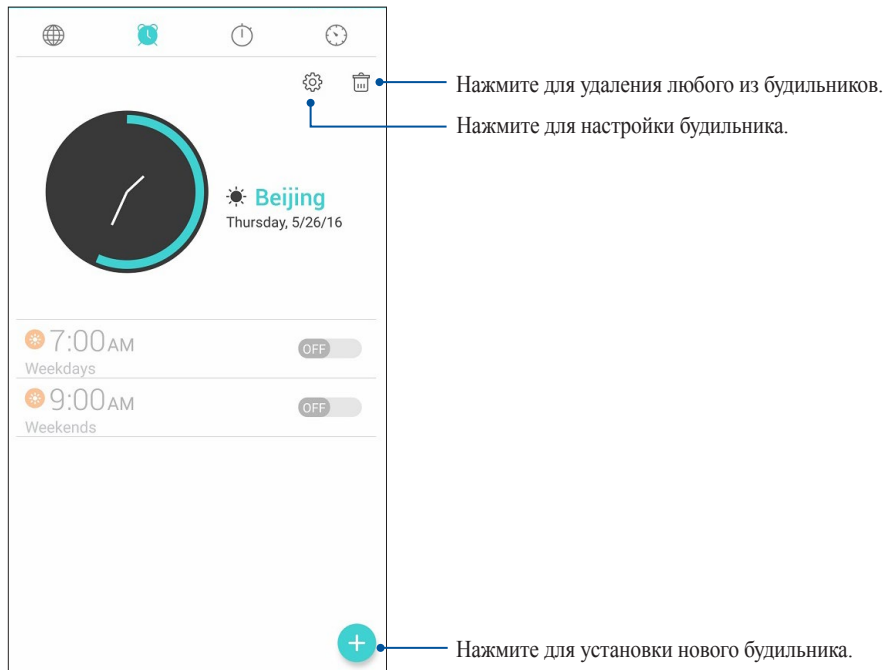 Нажмите для удаления любого из будильников.
Нажмите для настройки будильника.
Beijing
Thursday, 5/26/16
7:00AM
OFF
Weekdays
9:00AM
OFF
Weekends
Нажмите для установки нового будильника.